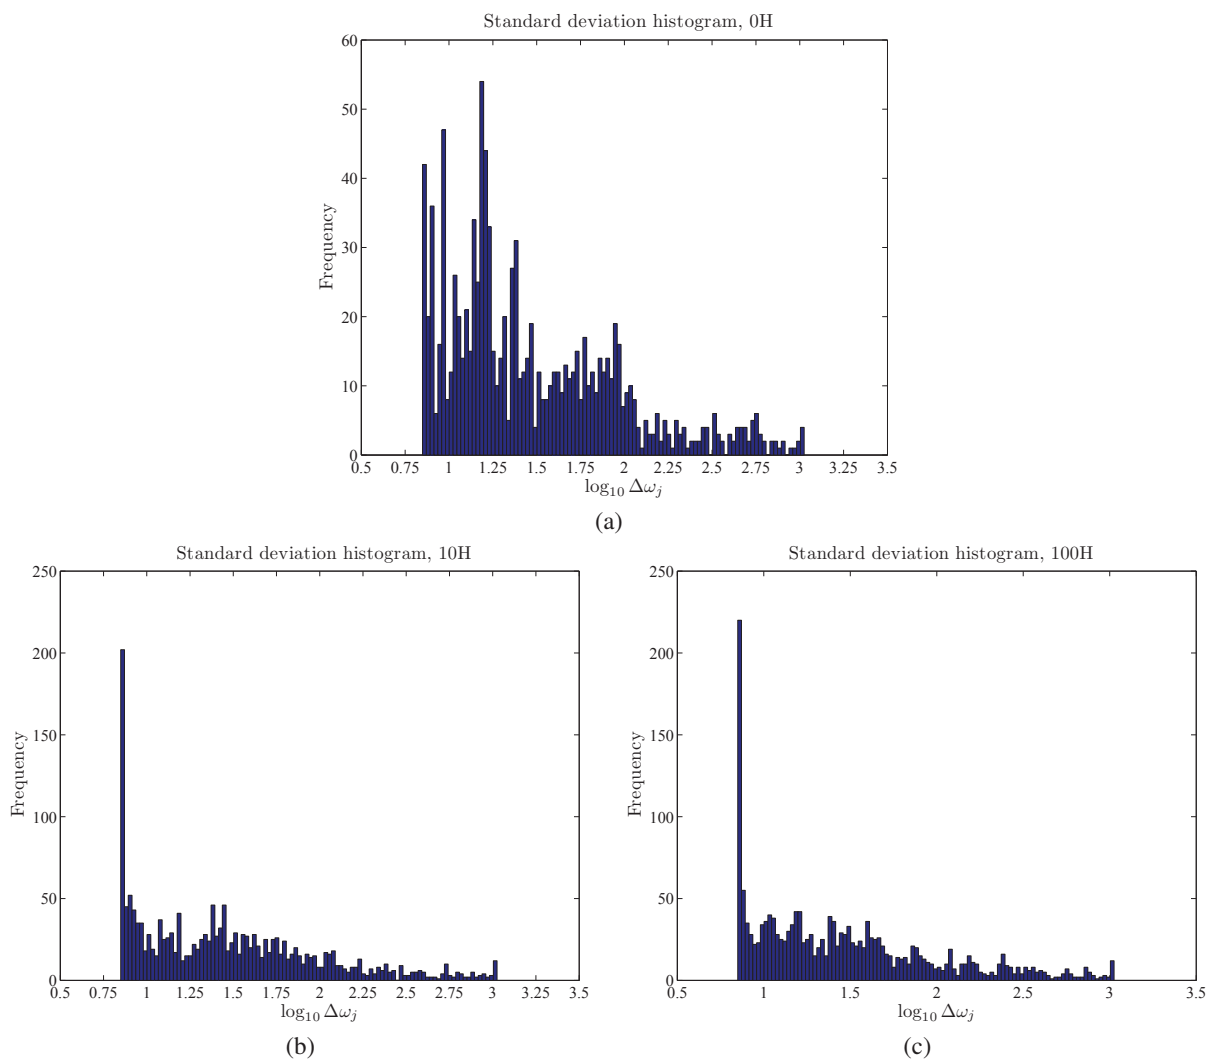 Standard deviation histogram, 0H
60
50
40
30
20
10
0
Frequency
0.5 0.75 1 1.25 1.5 1.75 2 2.25 2.5 2.75 3 3.25 3.5
log₁₀ Δωⱼ
(a)
Standard deviation histogram, 10H
250
200
150
100
50
0
Frequency
0.5 0.75 1 1.25 1.5 1.75 2 2.25 2.5 2.75 3 3.25 3.5
log₁₀ Δωⱼ
(b)
Standard deviation histogram, 100H
250
200
150
100
50
0
Frequency
0.5 1 1.5 2 2.5 3 3.5
log₁₀ Δωⱼ
(c)